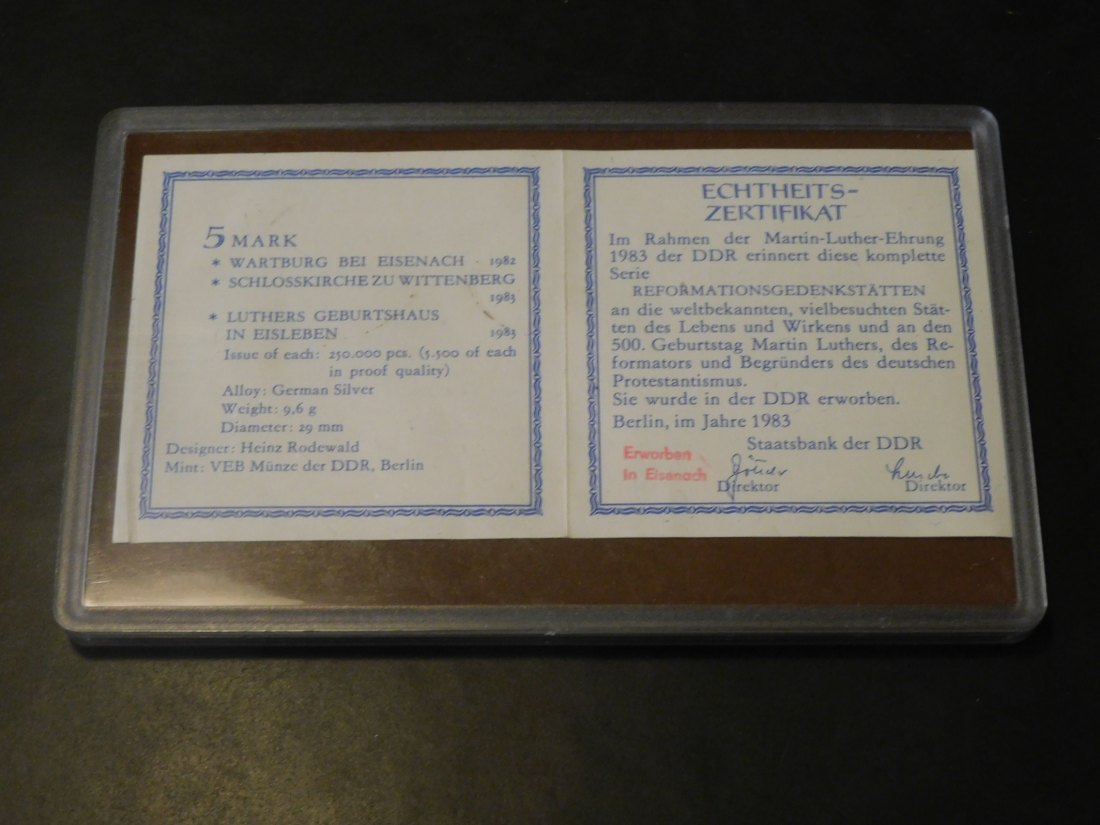 5 MARK
* WARTBURG BEI EISENACH · 1982
* SCHLOSSKIRCHE ZU WITTENBERG
1983
* LUTHERS GEBURTSHAUS
IN EISLEBEN 1983
Issue of each: 250.000 pcs. (5.500 of each
in proof quality)
Alloy: German Silver
Weight: 9,6 g
Diameter: 29 mm
Designer: Heinz Rodewald
Mint: VEB Münze der DDR, Berlin
ECHTHEITS-
ZERTIFIKAT
Im Rahmen der Martin-Luther-Ehrung
1983 der DDR erinnert diese komplette
Serie
REFORMATIONSGEDENKSTÄTTEN
an die weltbekannten, vielbesuchten Stät-
ten des Lebens und Wirkens und an den
500. Geburtstag Martin Luthers, des Re-
formators und Begründers des deutschen
Protestantismus.
Sie wurde in der DDR erworben.
Berlin, im Jahre 1983
Staatsbank der DDR
Erworben
in Eisenach
Direktor Direktor